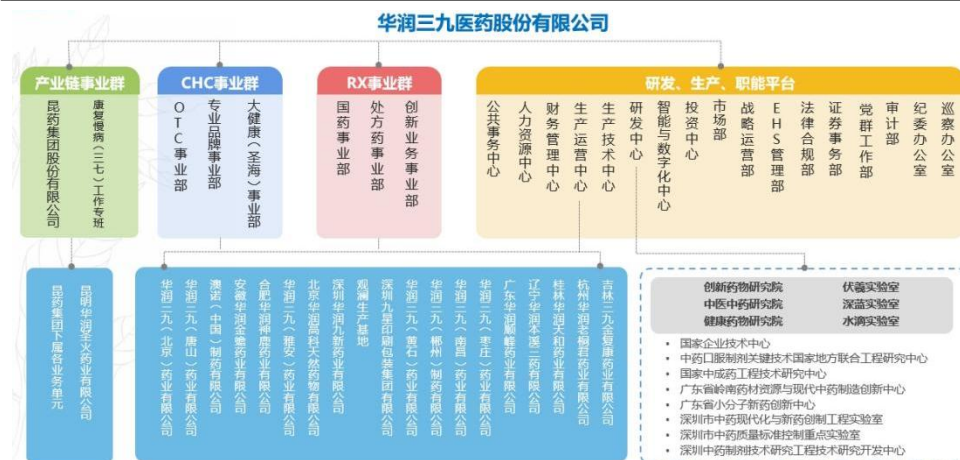 华润三九医药股份有限公司
产业链事业群
昆药集团股份有限公司
康复慢病（三七）工作专班
CHC事业群
OTC事业部
专业品牌事业部
大健康（圣海）事业部
RX事业群
国药事业部
处方药事业部
创新业务事业部
研发、生产、职能平台
公共事务中心
人力资源中心
财务管理中心
生产运营中心
生产技术中心
研发中心
智能与数字化中心
投资中心
市场部
战略运营部
EHS管理部
法律合规部
证券事务部
党群工作部
审计部
纪委办公室
巡察办公室
昆药集团下属各业务单元
昆明华润圣火药业有限公司
华润三九（北京）药业有限公司
华润三九（唐山）药业有限公司
澳诺（中国）制药有限公司
安徽华润金蟾药业有限公司
合肥华润神鹿药业有限公司
华润三九（雅安）药业有限公司
北京华润高科天然药物有限公司
深圳华润九新药业有限公司
观澜生产基地
深圳九星印刷包装集团有限公司
华润三九（黄石）药业有限公司
华润三九（郴州）制药有限公司
华润三九（南昌）药业有限公司
华润三九（枣庄）药业有限公司
广东华润顺峰药业有限公司
辽宁华润本溪三药有限公司
桂林华润天和药业有限公司
杭州华润老桐君药业有限公司
吉林三九金复康药业有限公司
创新药物研究院 伏羲实验室
中医中药研究院 深蓝实验室
健康药物研究院 水滴实验室
• 国家企业技术中心
• 中药口服制剂关键技术国家地方联合工程研究中心
• 国家中成药工程技术研究中心
• 广东省岭南药材资源与现代中药制造创新中心
• 广东省小分子新药创新中心
• 深圳市中药现代化与新药创制工程实验室
• 深圳市中药质量标准控制重点实验室
• 深圳中药制剂技术研究工程技术研究开发中心